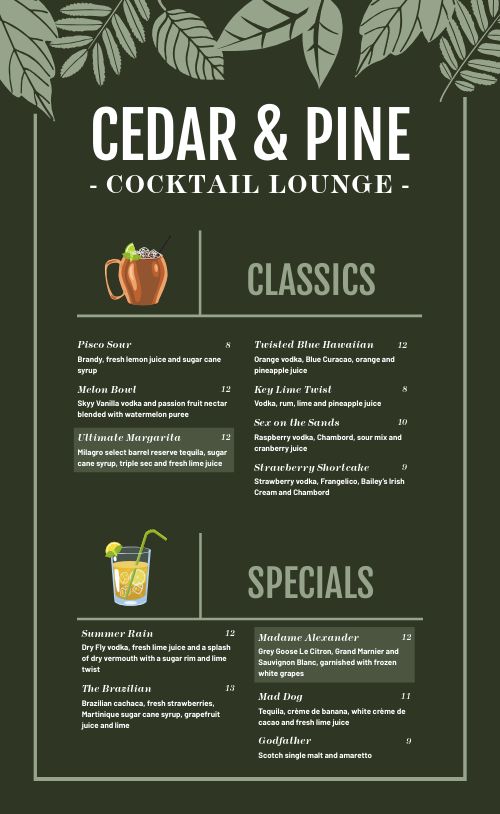 CEDAR & PINE
- COCKTAIL LOUNGE -
CLASSICS
Pisco Sour 8
Brandy, fresh lemon juice and sugar cane
syrup
Melon Bowl 12
Skyy Vanilla vodka and passion fruit nectar
blended with watermelon puree
Ultimate Margarita 12
Milagro select barrel reserve tequila, sugar
cane syrup, triple sec and fresh lime juice
Twisted Blue Hawaiian 12
Orange vodka, Blue Curacao, orange and
pineapple juice
Key Lime Twist 8
Vodka, rum, lime and pineapple juice
Sex on the Sands 10
Raspberry vodka, Chambord, sour mix and
cranberry juice
Strawberry Shortcake 9
Strawberry vodka, Frangelico, Bailey's Irish
Cream and Chambord
SPECIALS
Summer Rain 12
Dry Fly vodka, fresh lime juice and a splash
of dry vermouth with a sugar rim and lime
twist
The Brazilian 13
Brazilian cachaca, fresh strawberries,
Martinique sugar cane syrup, grapefruit
juice and lime
Madame Alexander 12
Grey Goose Le Citron, Grand Marnier and
Sauvignon Blanc, garnished with frozen
white grapes
Mad Dog 11
Tequila, crème de banana, white crème de
cacao and fresh lime juice
Godfather 9
Scotch single malt and amaretto